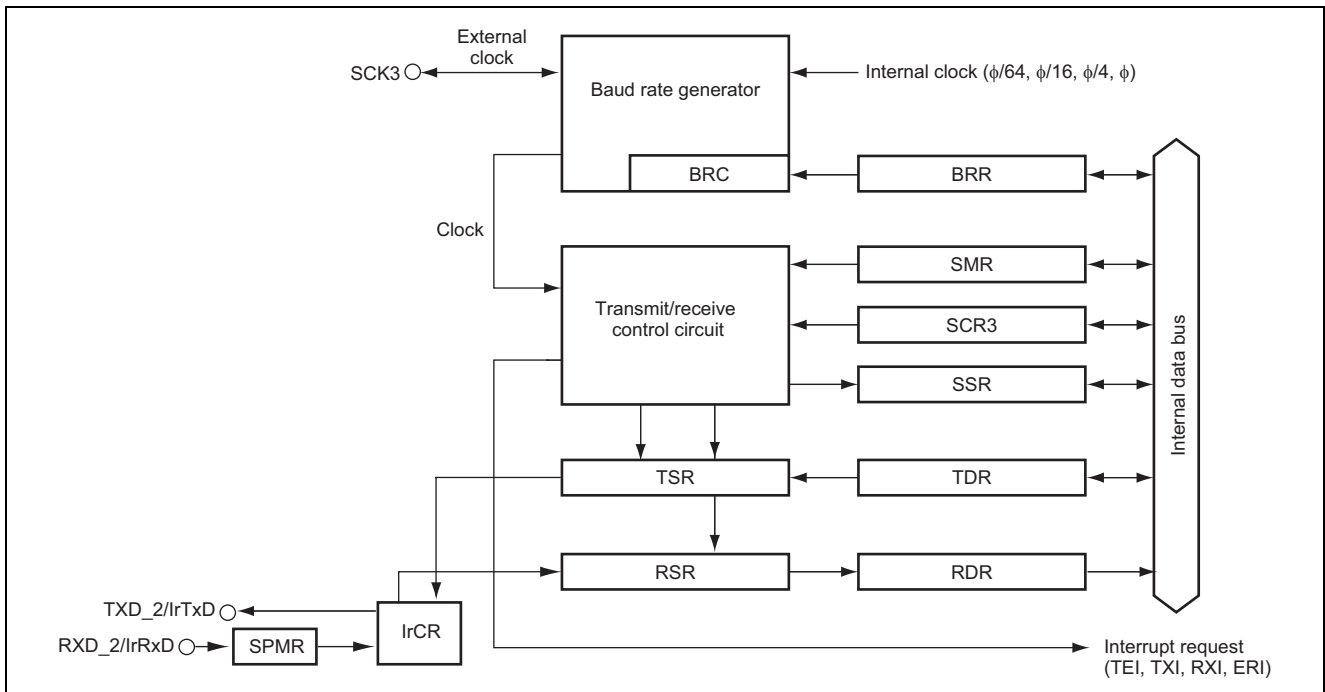 External
clock
SCK3
Baud rate generator
Internal clock (ϕ/64, ϕ/16, ϕ/4, ϕ)
BRC
BRR
Clock
SMR
Transmit/receive
control circuit
SCR3
SSR
Internal data bus
TSR
TDR
RSR
RDR
TXD_2/IrTxD
IrCR
RXD_2/IrRxD
SPMR
Interrupt request
(TEI, TXI, RXI, ERI)